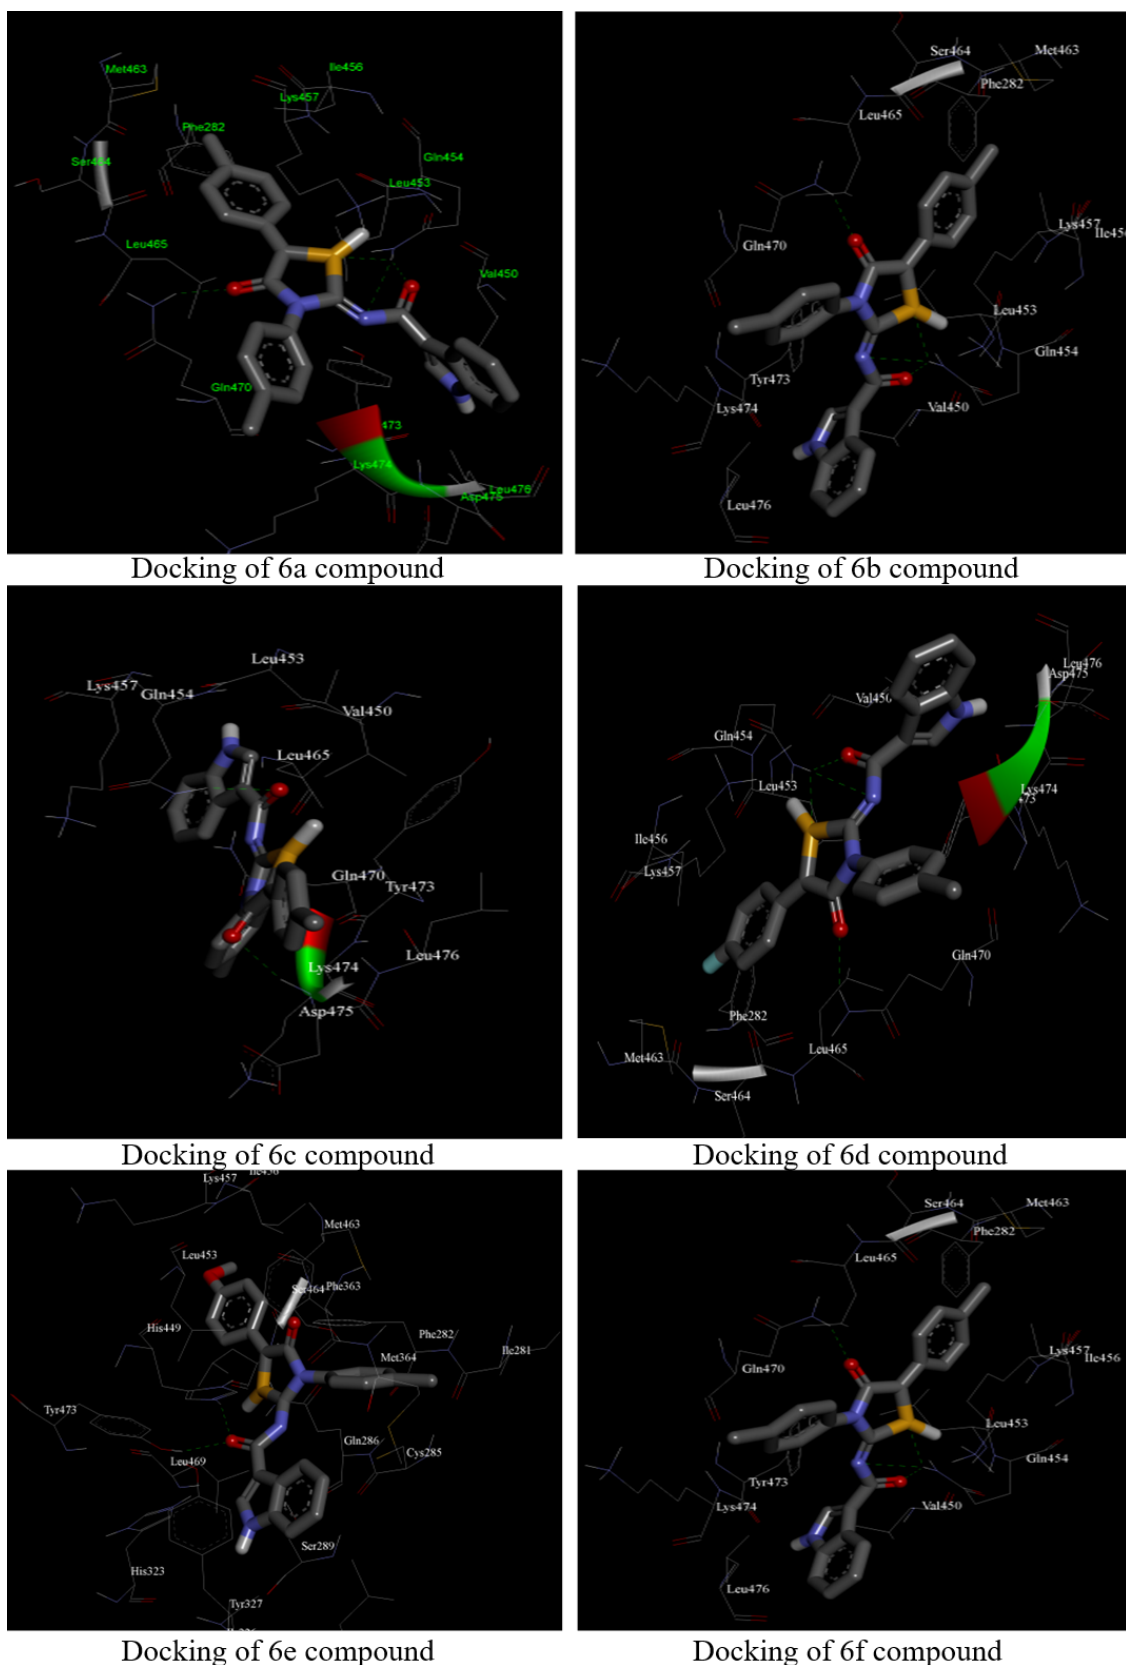 Met463
Ile456
Lys457
Phe282
Ser464
Gln454
Leu453
Leu465
Val450
Gln470
473
Lys474
Leu476
Asp475
Docking of 6a compound
Ser464
Met463
Phe282
Leu465
Lys457
Ile456
Gln470
Leu453
Gln454
Tyr473
Lys474
Val450
Leu476
Docking of 6b compound
Leu453
Lys457
Gln454
Val450
Leu465
Gln470
Tyr473
Leu476
Lys474
Asp475
Docking of 6c compound
Leu476
Asp475
Val450
Gln454
Leu453
Lys474
73
Ile456
Lys457
Gln470
Phe282
Met463
Leu465
Ser464
Docking of 6d compound
Ile456
Lys457
Met463
Leu453
Ser464
Phe363
His449
Phe282
Ile281
Met364
Tyr473
Gln286
Cys285
Leu469
Ser289
His323
Tyr327
Docking of 6e compound
Ser464
Met463
Phe282
Leu465
Lys457
Ile456
Gln470
Leu453
Gln454
Tyr473
Lys474
Val450
Leu476
Docking of 6f compound